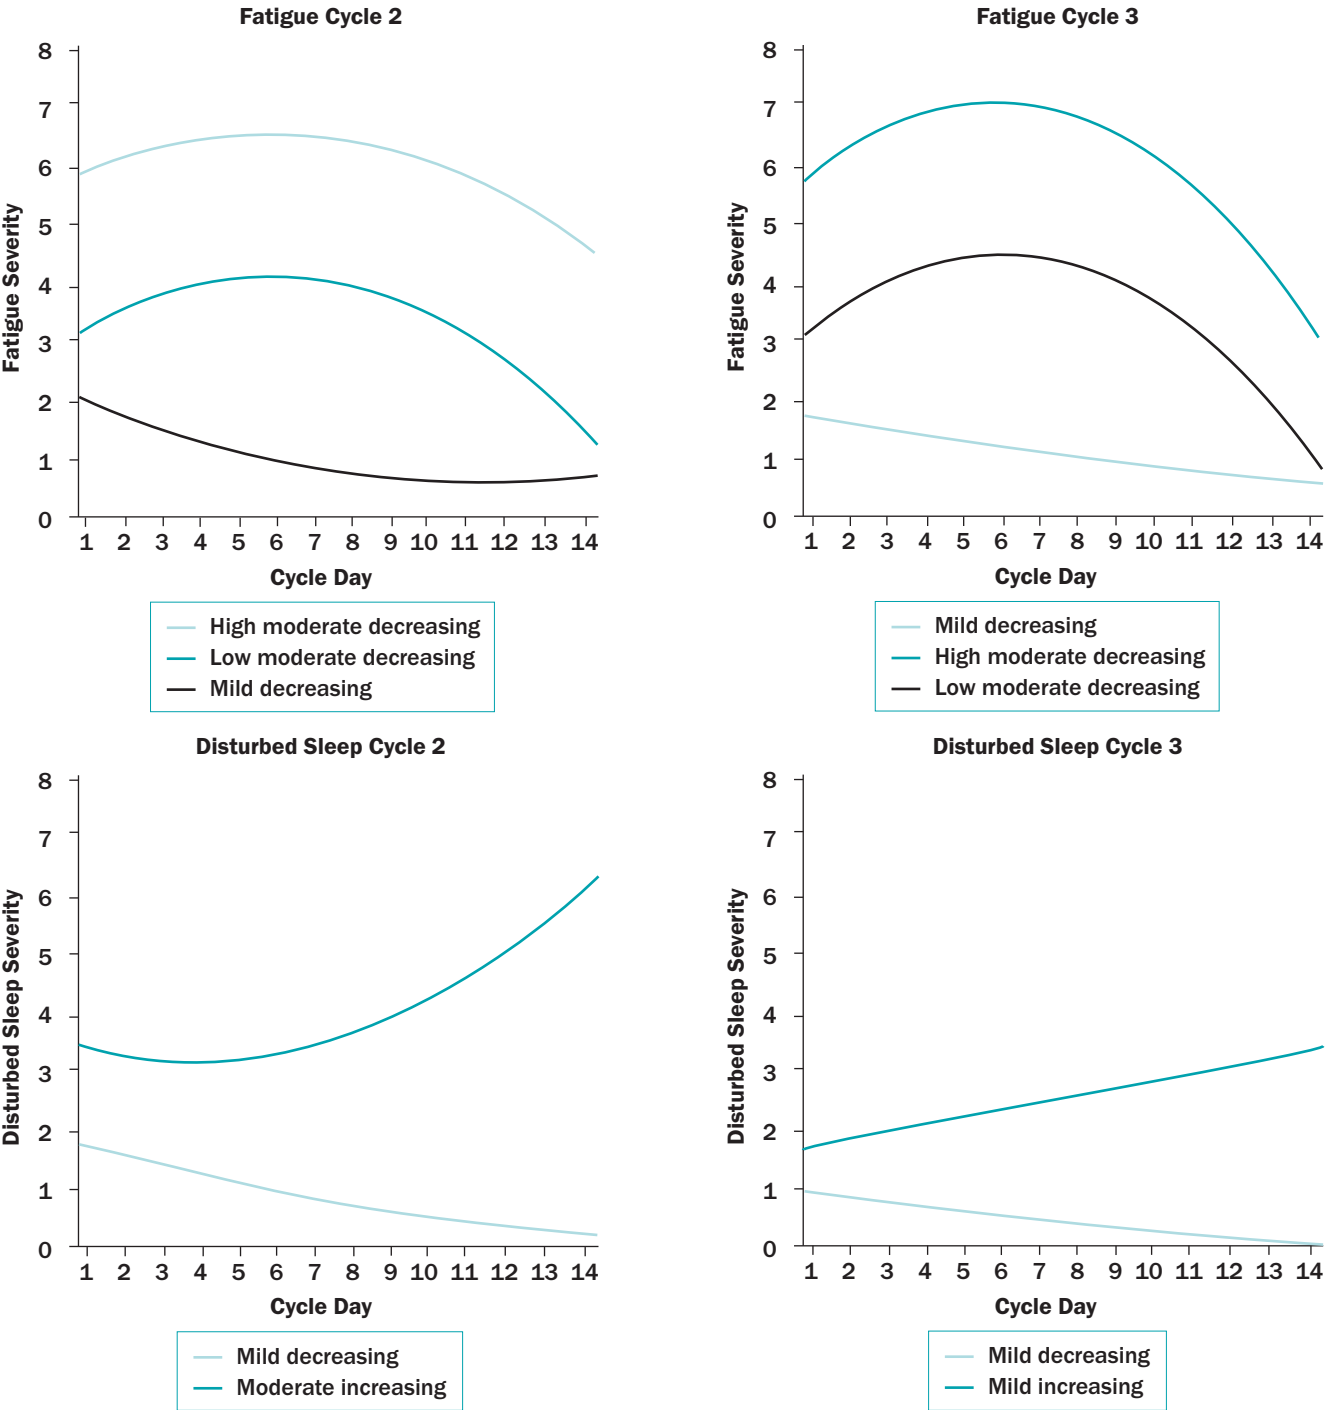 Fatigue Cycle 2
8
7
6
5
4
3
2
1
0
Fatigue Severity
1 2 3 4 5 6 7 8 9 10 11 12 13 14
Cycle Day
High moderate decreasing
Low moderate decreasing
Mild decreasing
Fatigue Cycle 3
8
7
6
5
4
3
2
1
0
Fatigue Severity
1 2 3 4 5 6 7 8 9 10 11 12 13 14
Cycle Day
Mild decreasing
High moderate decreasing
Low moderate decreasing
Disturbed Sleep Cycle 2
8
7
6
5
4
3
2
1
0
Disturbed Sleep Severity
1 2 3 4 5 6 7 8 9 10 11 12 13 14
Cycle Day
Mild decreasing
Moderate increasing
Disturbed Sleep Cycle 3
8
7
6
5
4
3
2
1
0
Disturbed Sleep Severity
1 2 3 4 5 6 7 8 9 10 11 12 13 14
Cycle Day
Mild decreasing
Mild increasing